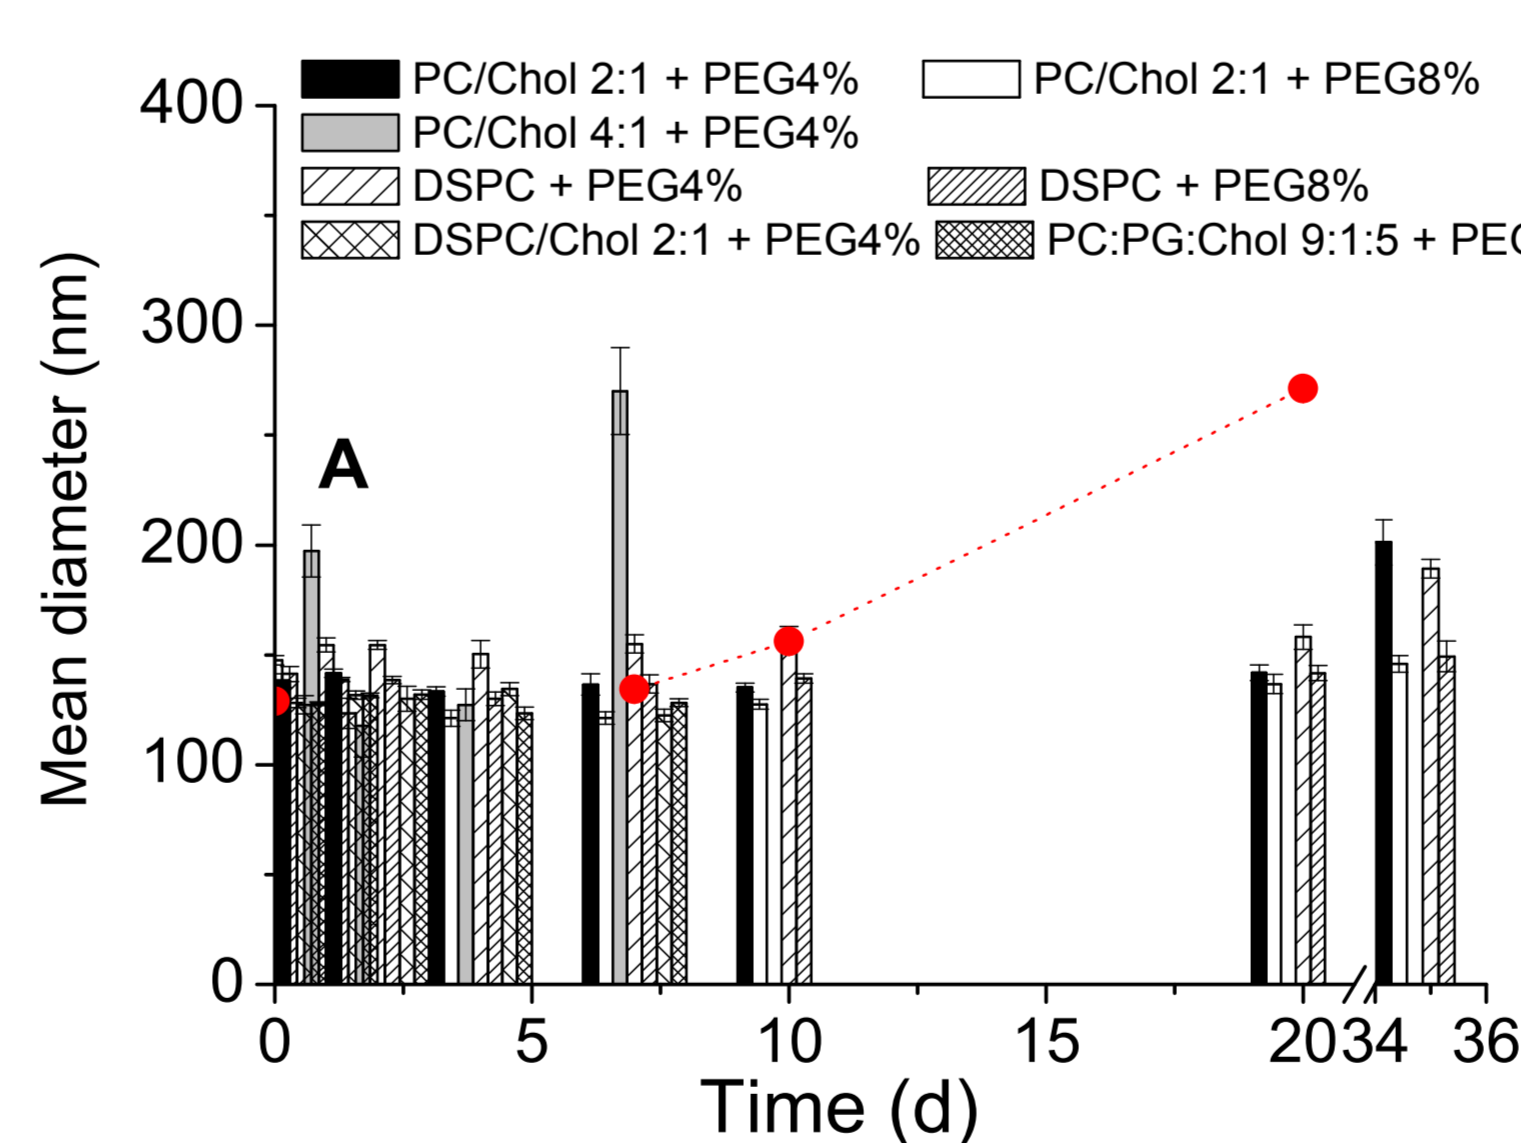 PC/Chol 2:1 + PEG4% PC/Chol 2:1 + PEG8%
PC/Chol 4:1 + PEG4%
DSPC + PEG4% DSPC + PEG8%
DSPC/Chol 2:1 + PEG4% PC:PG:Chol 9:1:5 +
400
300
200
100
0
Mean diameter (nm)
A
0 5 10 15 20 34 36
Time (d)